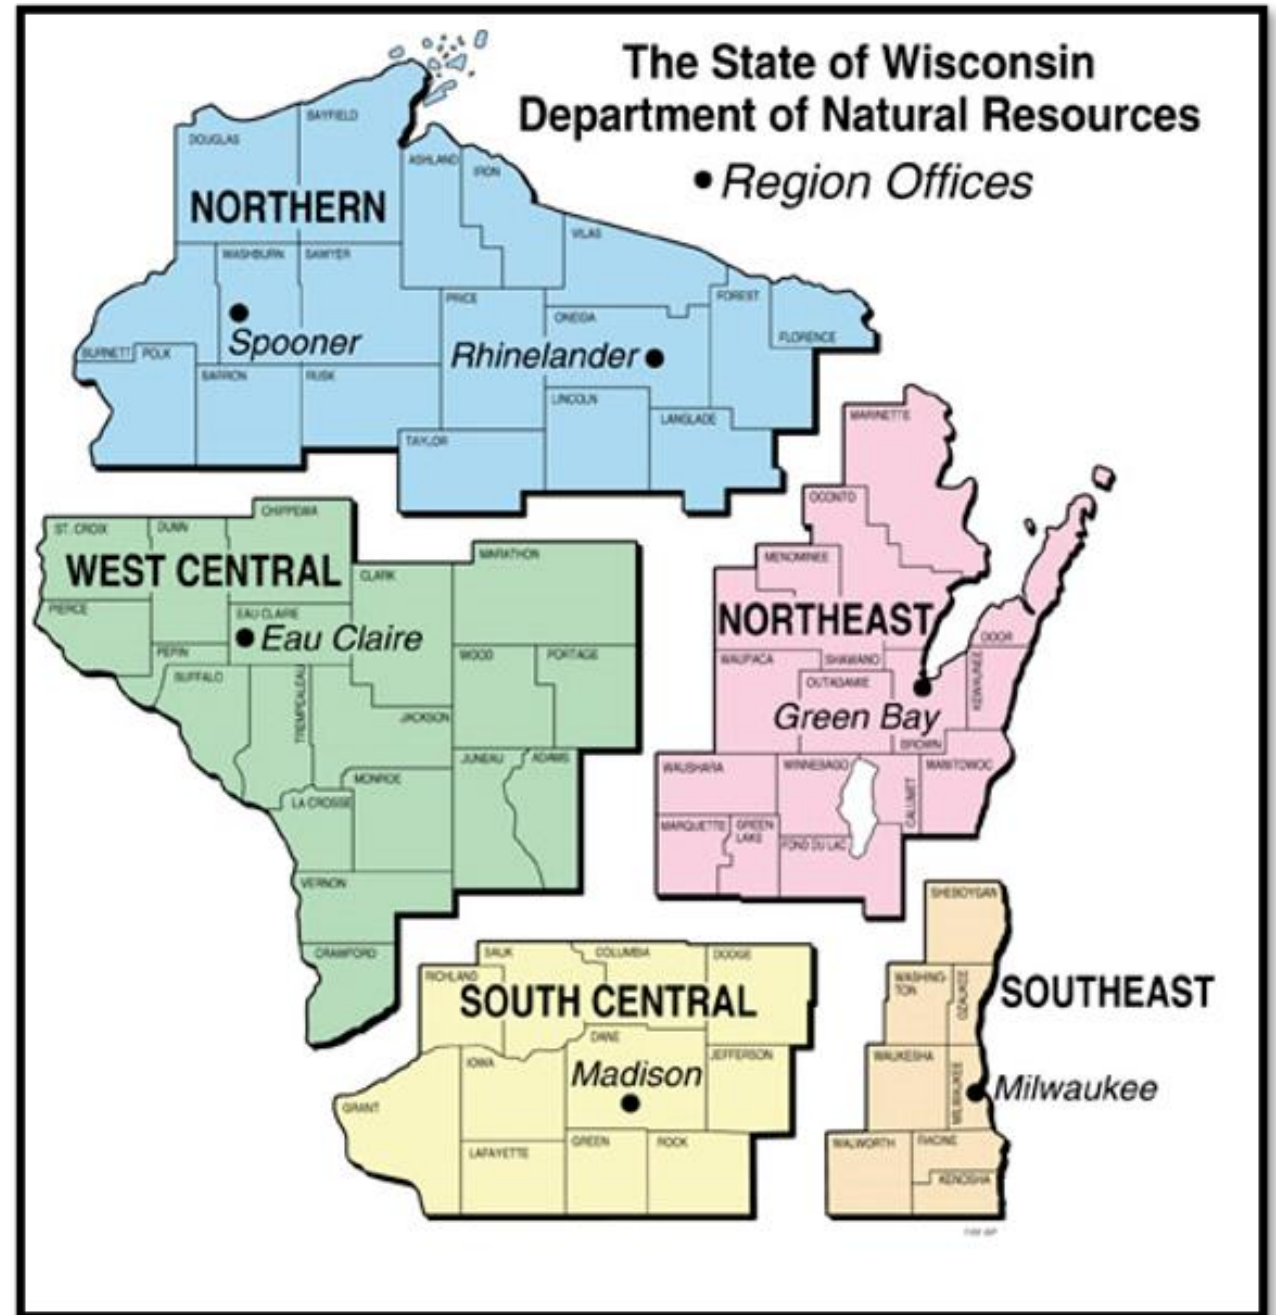 The State of Wisconsin
Department of Natural Resources
• Region Offices
BAYFIELD
DOUGLAS
ASHLAND
IRON
NORTHERN
VILAS
WASHBURN
SAWYER
PRICE
FOREST
ONEIDA
FLORENCE
Spooner
Rhinelander
BURNETT
POLK
BARRON
RUSK
LINCOLN
LANGLADE
TAYLOR
MARINETTE
OCONTO
MENOMINEE
NORTHEAST
DOOR
WAUPACA
SHAWANO
KEWAUNEE
OUTAGAMIE
Green Bay
BROWN
WAUSHARA
WINNEBAGO
MANITOWOC
CALUMET
MARQUETTE
GREEN
LAKE
FOND DU LAC
CHIPPEWA
ST. CROIX
DUNN
MARATHON
WEST CENTRAL
CLARK
PIERCE
EAU CLAIRE
Eau Claire
PEPIN
WOOD
PORTAGE
BUFFALO
TREMPEALEAU
JACKSON
JUNEAU
ADAMS
MONROE
LA CROSSE
VERNON
CRAWFORD
SAUK
COLUMBIA
DODGE
RICHLAND
SOUTH CENTRAL
DANE
IOWA
JEFFERSON
Madison
GRANT
GREEN
ROCK
LAFAYETTE
SHEBOYGAN
WASHING-
TON
OZAUKEE
SOUTHEAST
WAUKESHA
MILWAUKEE
Milwaukee
WALWORTH
RACINE
KENOSHA